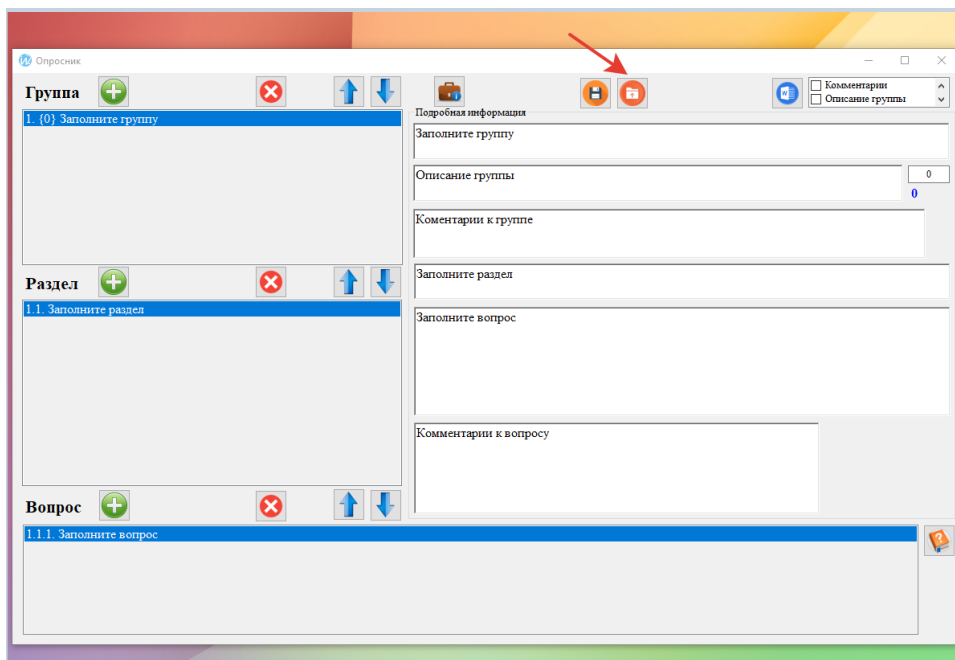 Опросник
Группа
Комментарии
Описание группы
Подробная информация
1. {0} Заполните группу
Заполните группу
Описание группы
0
0
Коментарии к группе
Раздел
Заполните раздел
1.1. Заполните раздел
Заполните вопрос
Комментарии к вопросу
Вопрос
1.1.1. Заполните вопрос